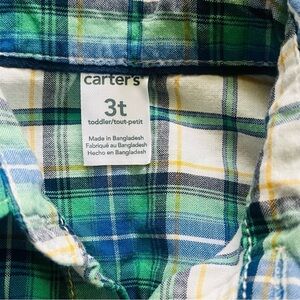 carter's®
3t
toddler/tout-petit
Made in Bangladesh
Fabriqué au Bangladesh
Hecho en Bangladesh